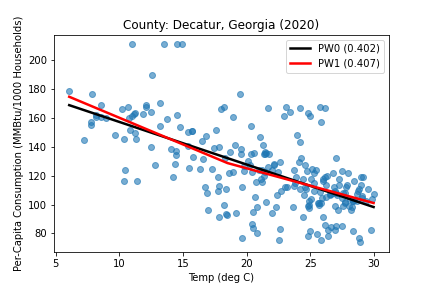 County: Decatur, Georgia (2020)
Per-Capita Consumption (MMBtu/1000 Households)
200
180
160
140
120
100
80
PW0 (0.402)
PW1 (0.407)
5 10 15 20 25 30
Temp (deg C)